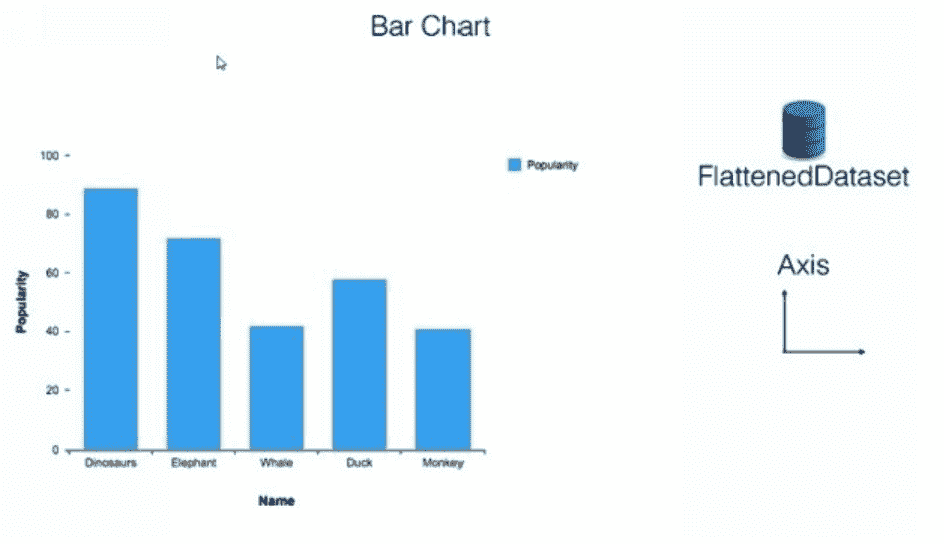 Bar Chart
100
80
60
40
20
0
Popularity
Dinosaurs Elephant Whale Duck Monkey
Name
Popularity
FlattenedDataset
Axis